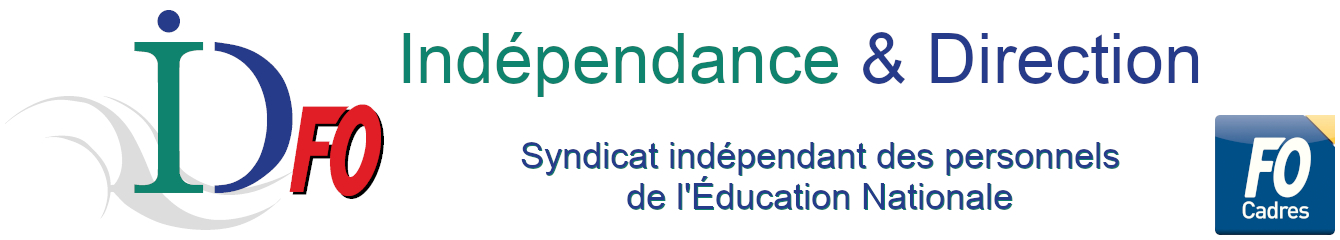 iD FO
Indépendance & Direction
Syndicat indépendant des personnels
de l'Éducation Nationale
FO
Cadres